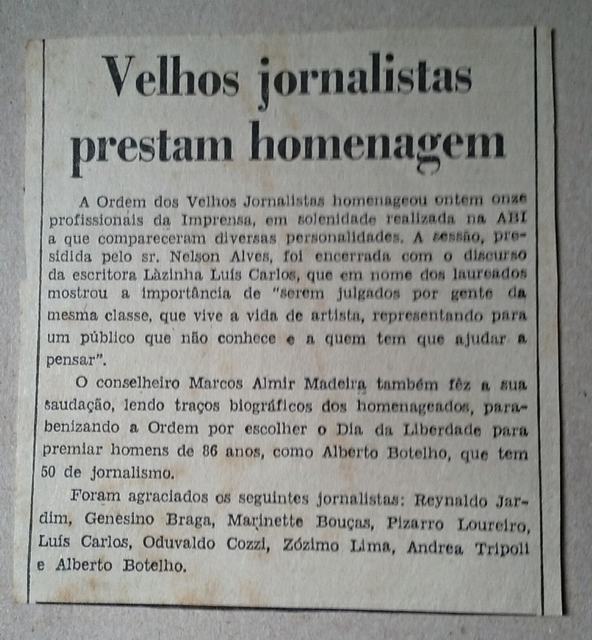 Velhos jornalistas
prestam homenagem
A Ordem dos Velhos Jornalistas homenageou ontem onze
profissionais da Imprensa, em solenidade realizada na ABI
a que compareceram diversas personalidades. A sessão, pre-
sidida pelo sr. Nelson Alves, foi encerrada com o discurso
da escritora Làzinha Luís Carlos, que em nome dos laureados
mostrou a importância de "serem julgados por gente da
mesma classe, que vive a vida de artista, representando para
um público que não conhece e a quem tem que ajudar a
pensar".
O conselheiro Marcos Almir Madeira também fêz a sua
saudação, lendo traços biográficos dos homenageados, para-
benizando a Ordem por escolher o Dia da Liberdade para
premiar homens de 86 anos, como Alberto Botelho, que tem
50 de jornalismo.
Foram agraciados os seguintes jornalistas: Reynaldo Jar-
dim, Genesino Braga, Marinette Bouças, Pizarro Loureiro,
Luís Carlos, Oduvaldo Cozzi, Zózimo Lima, Andrea Tripoli
e Alberto Botelho.